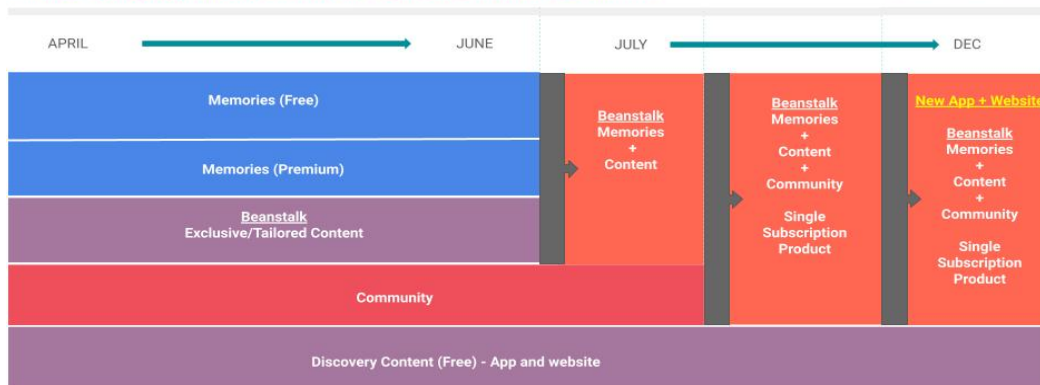 APRIL
JUNE
JULY
DEC
Memories (Free)
Memories (Premium)
Beanstalk
Exclusive/Tailored Content
Community
Discovery Content (Free) - App and website
Beanstalk
Memories
+
Content
Beanstalk
Memories
+
Content
+
Community
Single
Subscription
Product
New App + Website
Beanstalk
Memories
+
Content
+
Community
Single
Subscription
Product